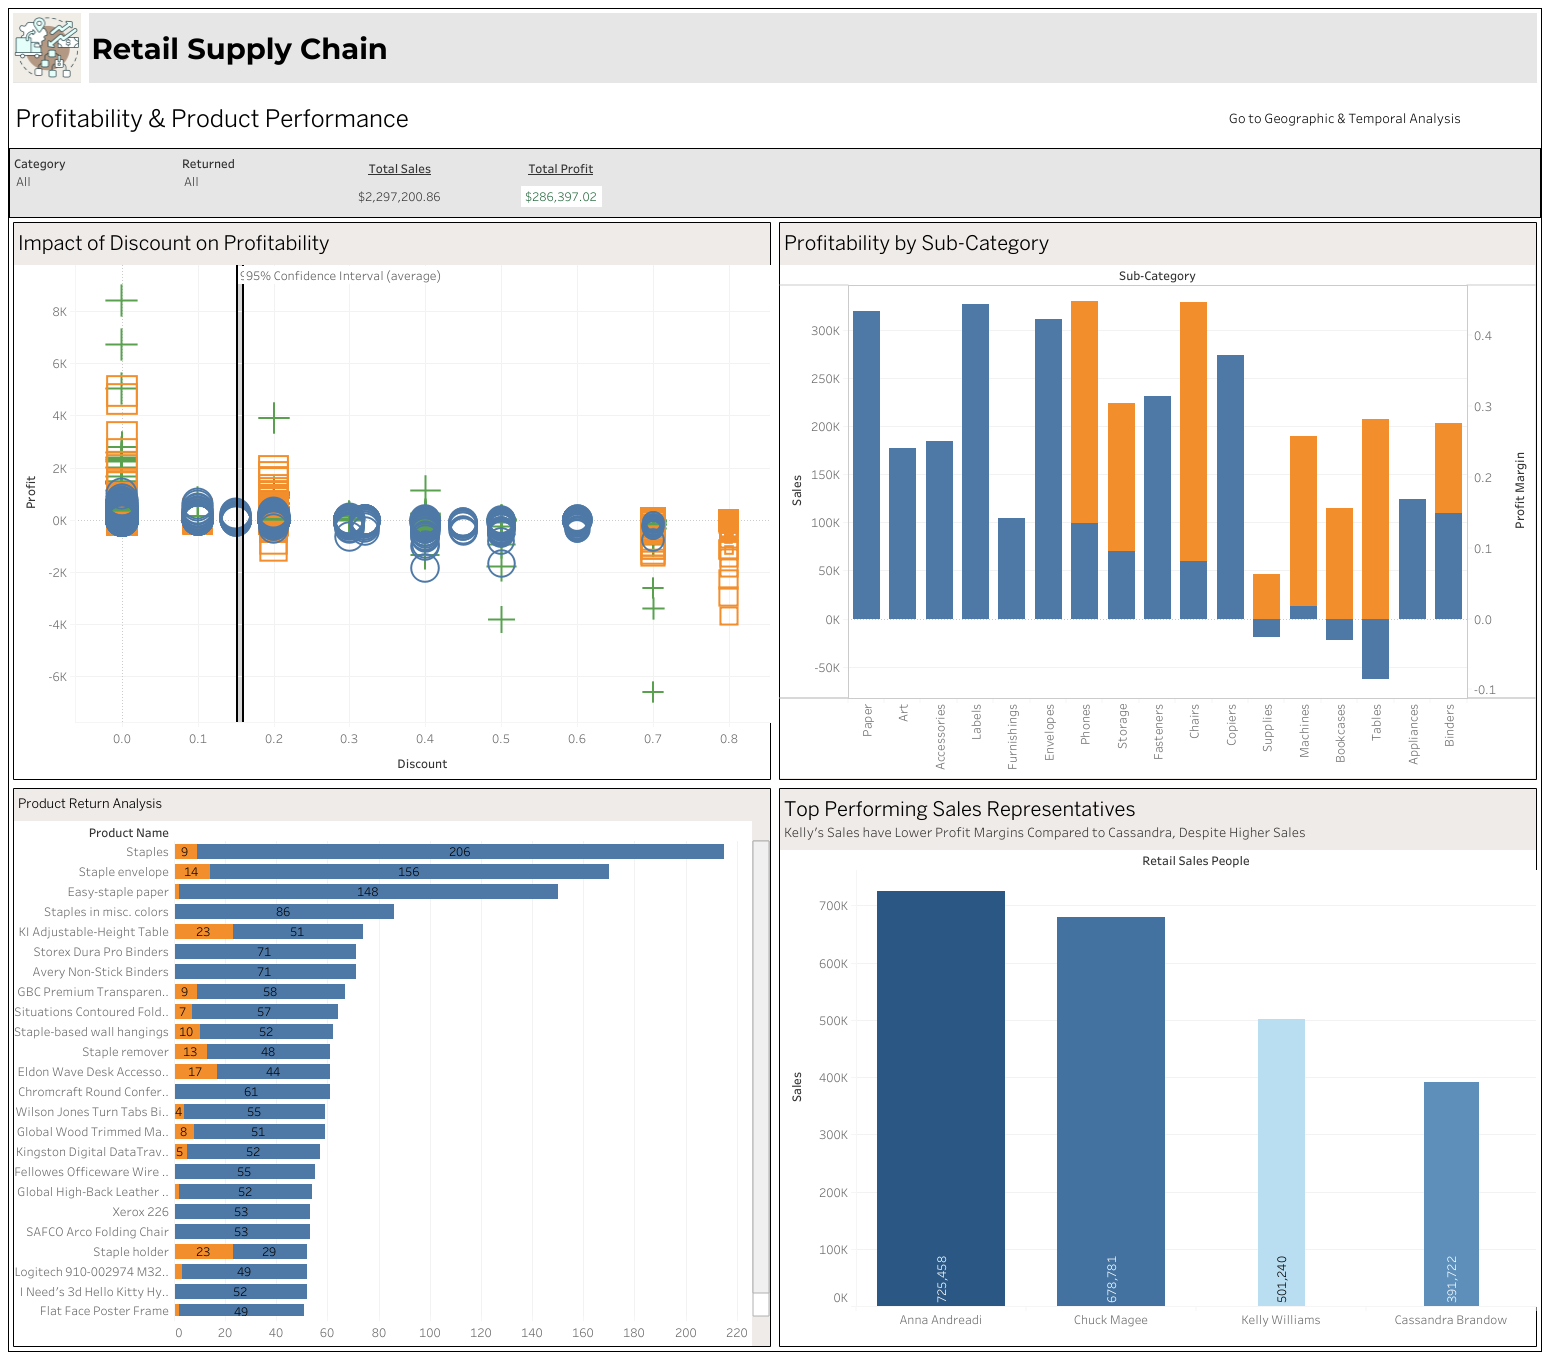 Retail Supply Chain
Profitability & Product Performance
Go to Geographic & Temporal Analysis
Category
All
Returned
All
Total Sales
$2,297,200.86
Total Profit
$286,397.02
Impact of Discount on Profitability
95% Confidence Interval (average)
Profit
8K
6K
4K
2K
0K
-2K
-4K
-6K
0.0 0.1 0.2 0.3 0.4 0.5 0.6 0.7 0.8
Discount
Profitability by Sub-Category
Sub-Category
Sales
300K
250K
200K
150K
100K
50K
0K
-50K
0.4
0.3
0.2
0.1
0.0
-0.1
Profit Margin
Paper
Art
Accessories
Labels
Furnishings
Envelopes
Phones
Storage
Fasteners
Chairs
Copiers
Supplies
Machines
Bookcases
Tables
Appliances
Binders
Product Return Analysis
Product Name
Staples 9 206
Staple envelope 14 156
Easy-staple paper 148
Staples in misc. colors 86
KI Adjustable-Height Table 23 51
Storex Dura Pro Binders 71
Avery Non-Stick Binders 71
GBC Premium Transparen.. 9 58
Situations Contoured Fold.. 7 57
Staple-based wall hangings 10 52
Staple remover 13 48
Eldon Wave Desk Accesso.. 17 44
Chromcraft Round Confer.. 61
Wilson Jones Turn Tabs Bi.. 4 55
Global Wood Trimmed Ma.. 8 51
Kingston Digital DataTrav.. 5 52
Fellowes Officeware Wire .. 55
Global High-Back Leather .. 52
Xerox 226 53
SAFCO Arco Folding Chair 53
Staple holder 23 29
Logitech 910-002974 M32.. 49
I Need's 3d Hello Kitty Hy.. 52
Flat Face Poster Frame 49
0 20 40 60 80 100 120 140 160 180 200 220
Top Performing Sales Representatives
Kelly's Sales have Lower Profit Margins Compared to Cassandra, Despite Higher Sales
Retail Sales People
Sales
700K
600K
500K
400K
300K
200K
100K
0K
725,458
678,781
501,240
391,722
Anna Andreadi
Chuck Magee
Kelly Williams
Cassandra Brandow